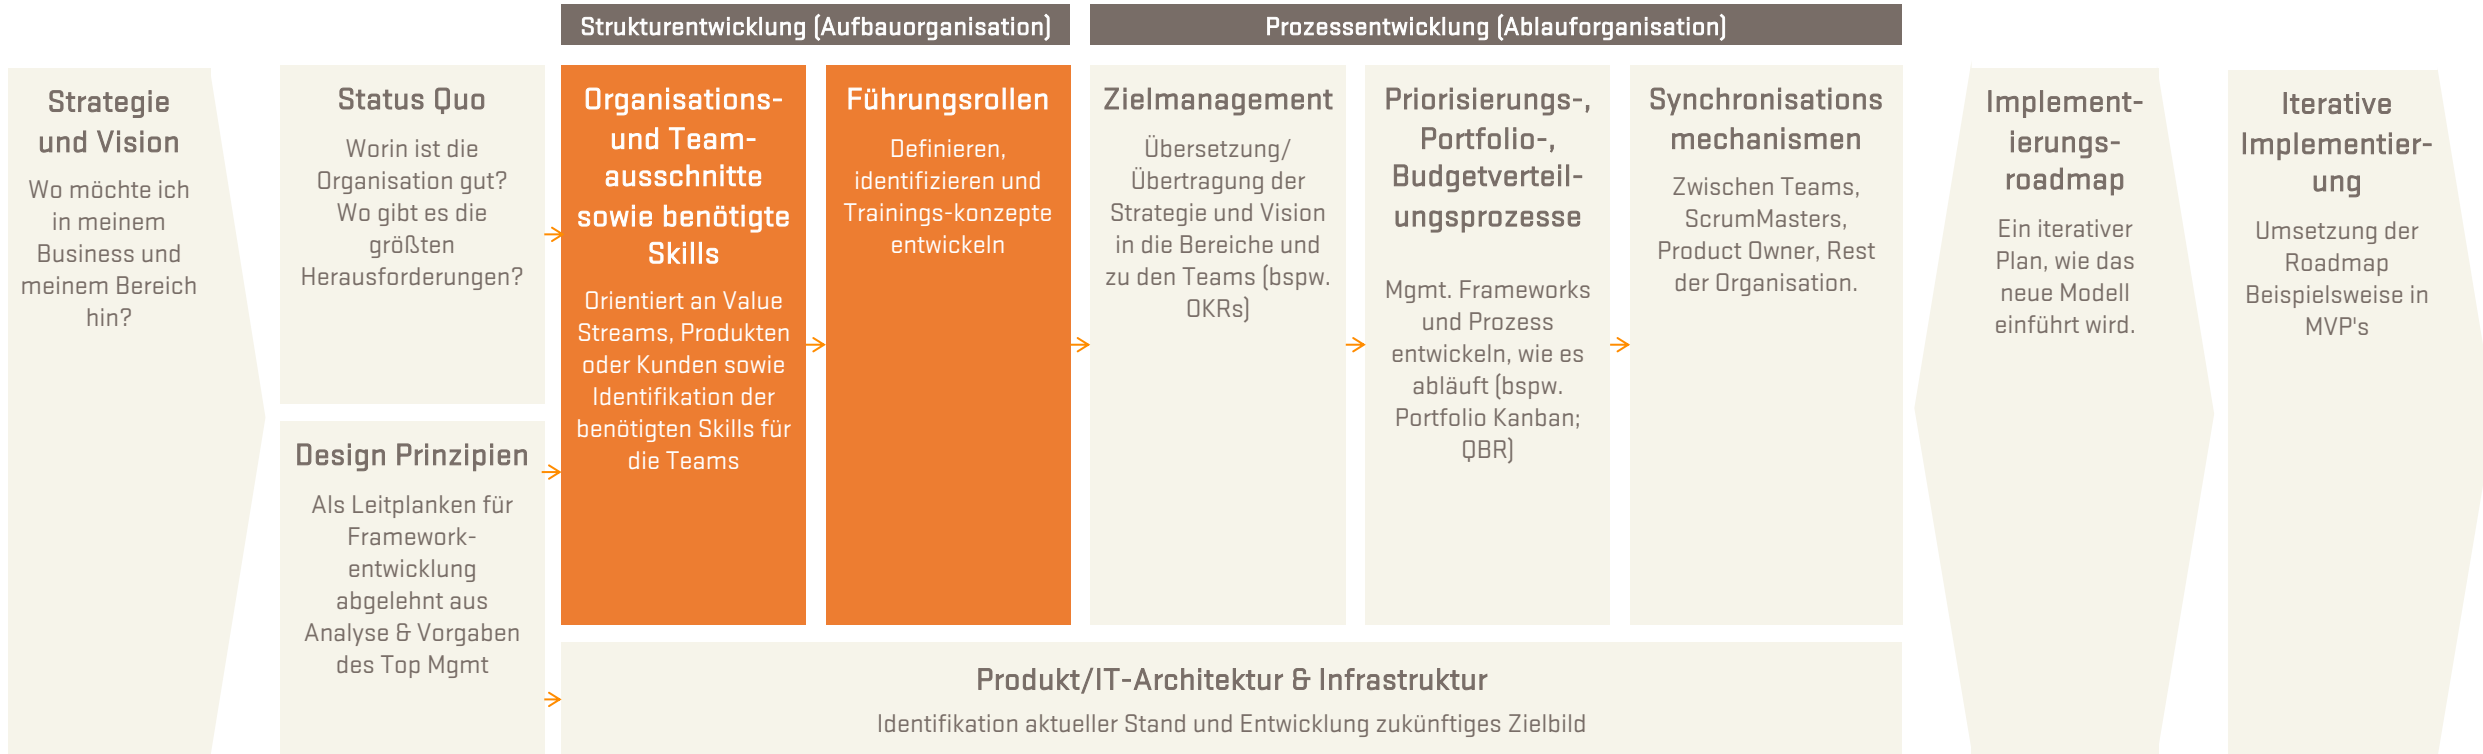 Strukturentwicklung (Aufbauorganisation)
Prozessentwicklung (Ablauforganisation)
Strategie
und Vision
Wo möchte ich
in meinem
Business und
meinem Bereich
hin?
Status Quo
Worin ist die
Organisation gut?
Wo gibt es die
größten
Herausforderungen?
Design Prinzipien
Als Leitplanken für
Framework-
entwicklung
abgelehnt aus
Analyse & Vorgaben
des Top Mgmt
Organisations-
und Team-
ausschnitte
sowie benötigte
Skills
Orientiert an Value
Streams, Produkten
oder Kunden sowie
Identifikation der
benötigten Skills für
die Teams
Führungsrollen
Definieren,
identifizieren und
Trainings-konzepte
entwickeln
Zielmanagement
Übersetzung/
Übertragung der
Strategie und Vision
in die Bereiche und
zu den Teams (bspw.
OKRs)
Priorisierungs-,
Portfolio-,
Budgetverteil-
ungsprozesse
Mgmt. Frameworks
und Prozess
entwickeln, wie es
abläuft (bspw.
Portfolio Kanban;
QBR)
Synchronisations
mechanismen
Zwischen Teams,
ScrumMasters,
Product Owner, Rest
der Organisation.
Produkt/IT-Architektur & Infrastruktur
Identifikation aktueller Stand und Entwicklung zukünftiges Zielbild
Implement-
ierungs-
roadmap
Ein iterativer
Plan, wie das
neue Modell
einführt wird.
Iterative
Implementier-
ung
Umsetzung der
Roadmap
Beispielsweise in
MVP's